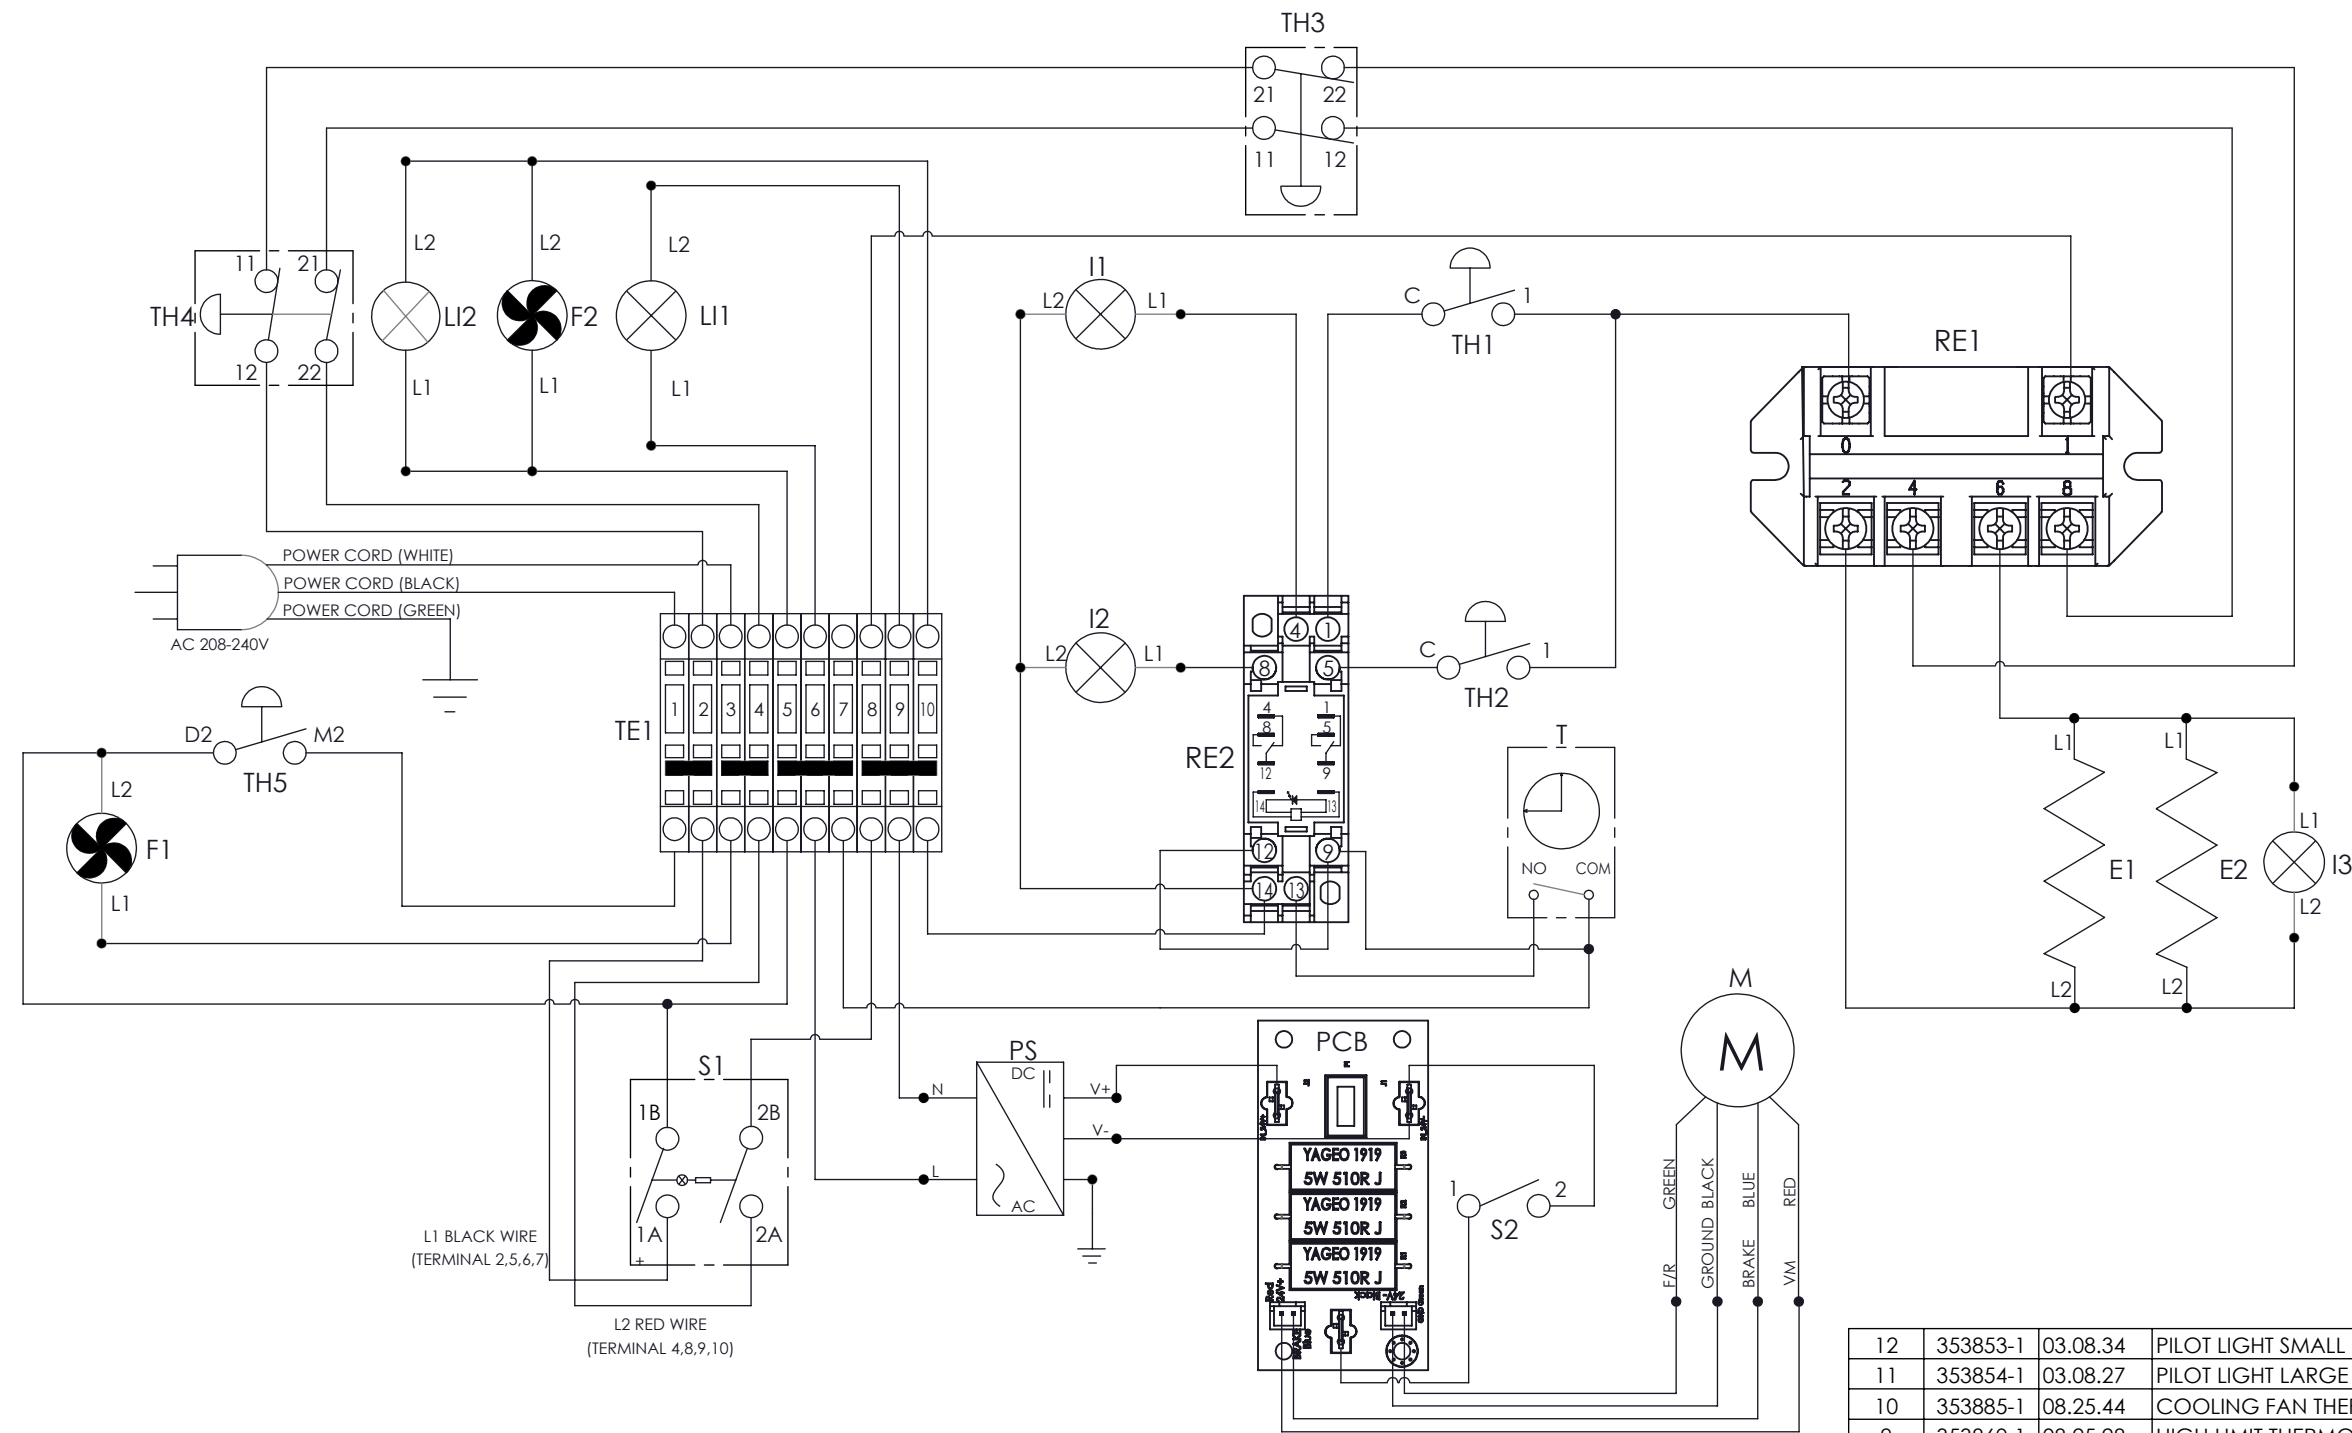 TH3
21 22
11 12
L2 L2 L2
11 21
TH4 LI2 F2 LI1
12 22
L1 L1 L1
I1
L2 L1
C 1
TH1
RE1
0 1
2 4 6 8
POWER CORD (WHITE)
POWER CORD (BLACK)
POWER CORD (GREEN)
AC 208-240V
I2
L2 L1
4 1
8 5
C 1
TH2
TE1
1 2 3 4 5 6 7 8 9 10
D2 M2
TH5
L2
F1
L1
RE2
4 1
8 5
12 9
14 13
12 9
14 13
T
NO COM
L1 L1
E1 E2
L1
I3
L2
L2 L2
S1
1B 2B
1A 2A
+
L1 BLACK WIRE
(TERMINAL 2,5,6,7)
L2 RED WIRE
(TERMINAL 4,8,9,10)
PS
DC
AC
N
L
V+
V-
PCB
YAGEO 1919
5W 510R J
YAGEO 1919
5W 510R J
YAGEO 1919
5W 510R J
Red
24V+
24V- Black
BRAKE
Blue
1 2
S2
M
M
F/R GREEN
GROUND BLACK
BRAKE BLUE
VM RED
12 353853-1 03.08.34 PILOT LIGHT SMALL
11 353854-1 03.08.27 PILOT LIGHT LARGE
10 353885-1 08.25.44 COOLING FAN